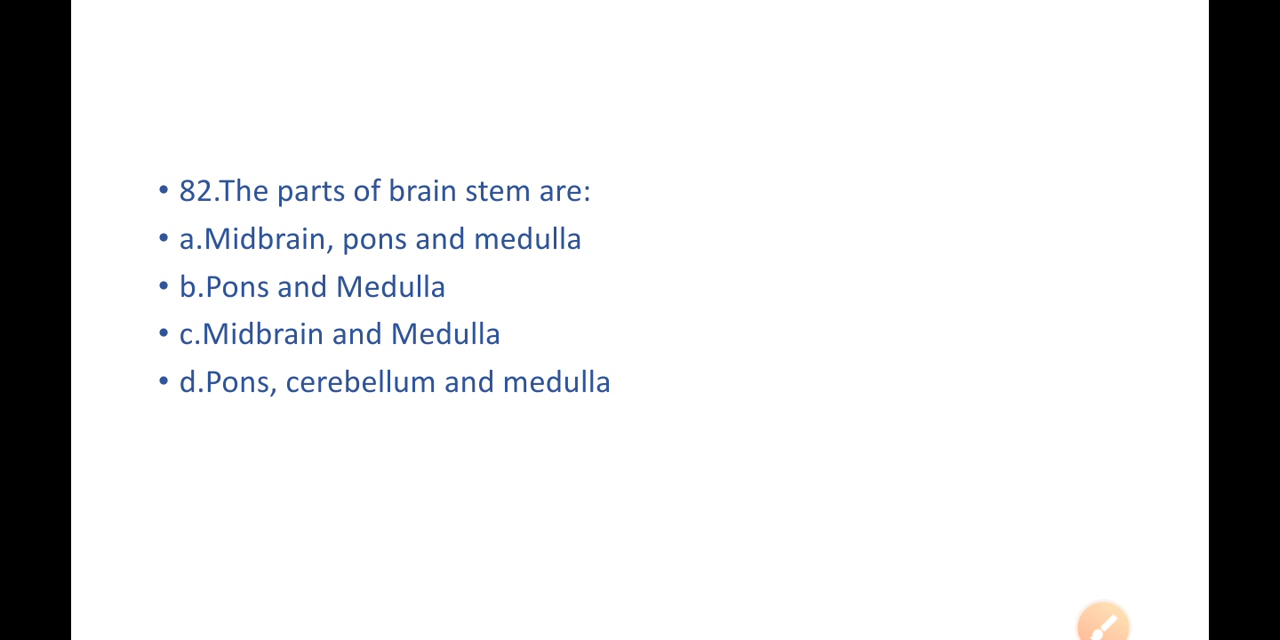 • 82.The parts of brain stem are:
• a.Midbrain, pons and medulla
• b.Pons and Medulla
• c.Midbrain and Medulla
• d.Pons, cerebellum and medulla